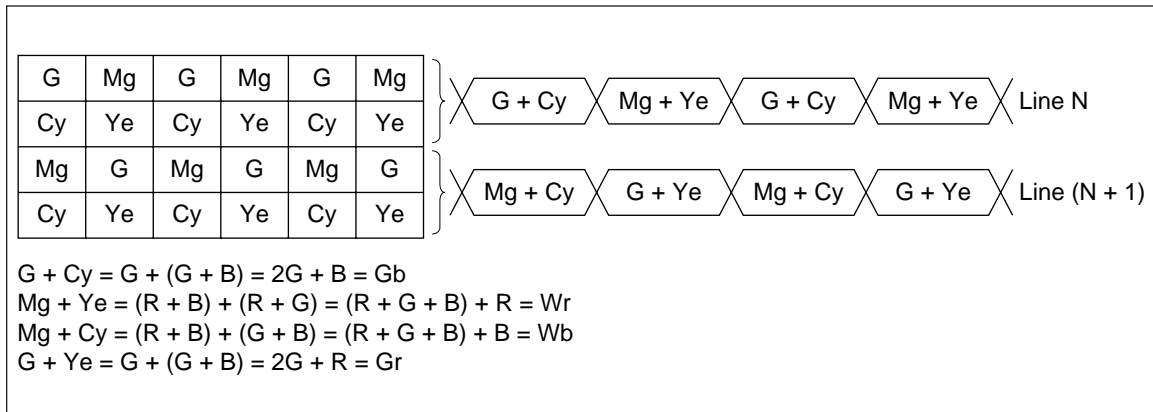 G Mg G Mg G Mg
Cy Ye Cy Ye Cy Ye
G + Cy Mg + Ye G + Cy Mg + Ye Line N
Mg G Mg G Mg G
Cy Ye Cy Ye Cy Ye
Mg + Cy G + Ye Mg + Cy G + Ye Line (N + 1)
G + Cy = G + (G + B) = 2G + B = Gb
Mg + Ye = (R + B) + (R + G) = (R + G + B) + R = Wr
Mg + Cy = (R + B) + (G + B) = (R + G + B) + B = Wb
G + Ye = G + (G + B) = 2G + R = Gr